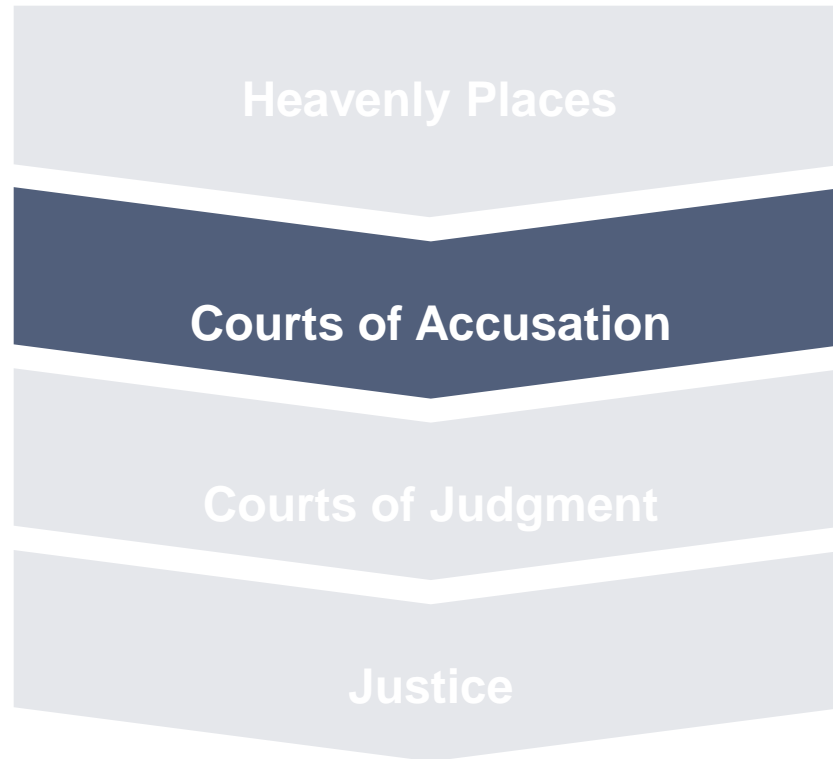 Heavenly Places
Courts of Accusation
Courts of Judgment
Justice